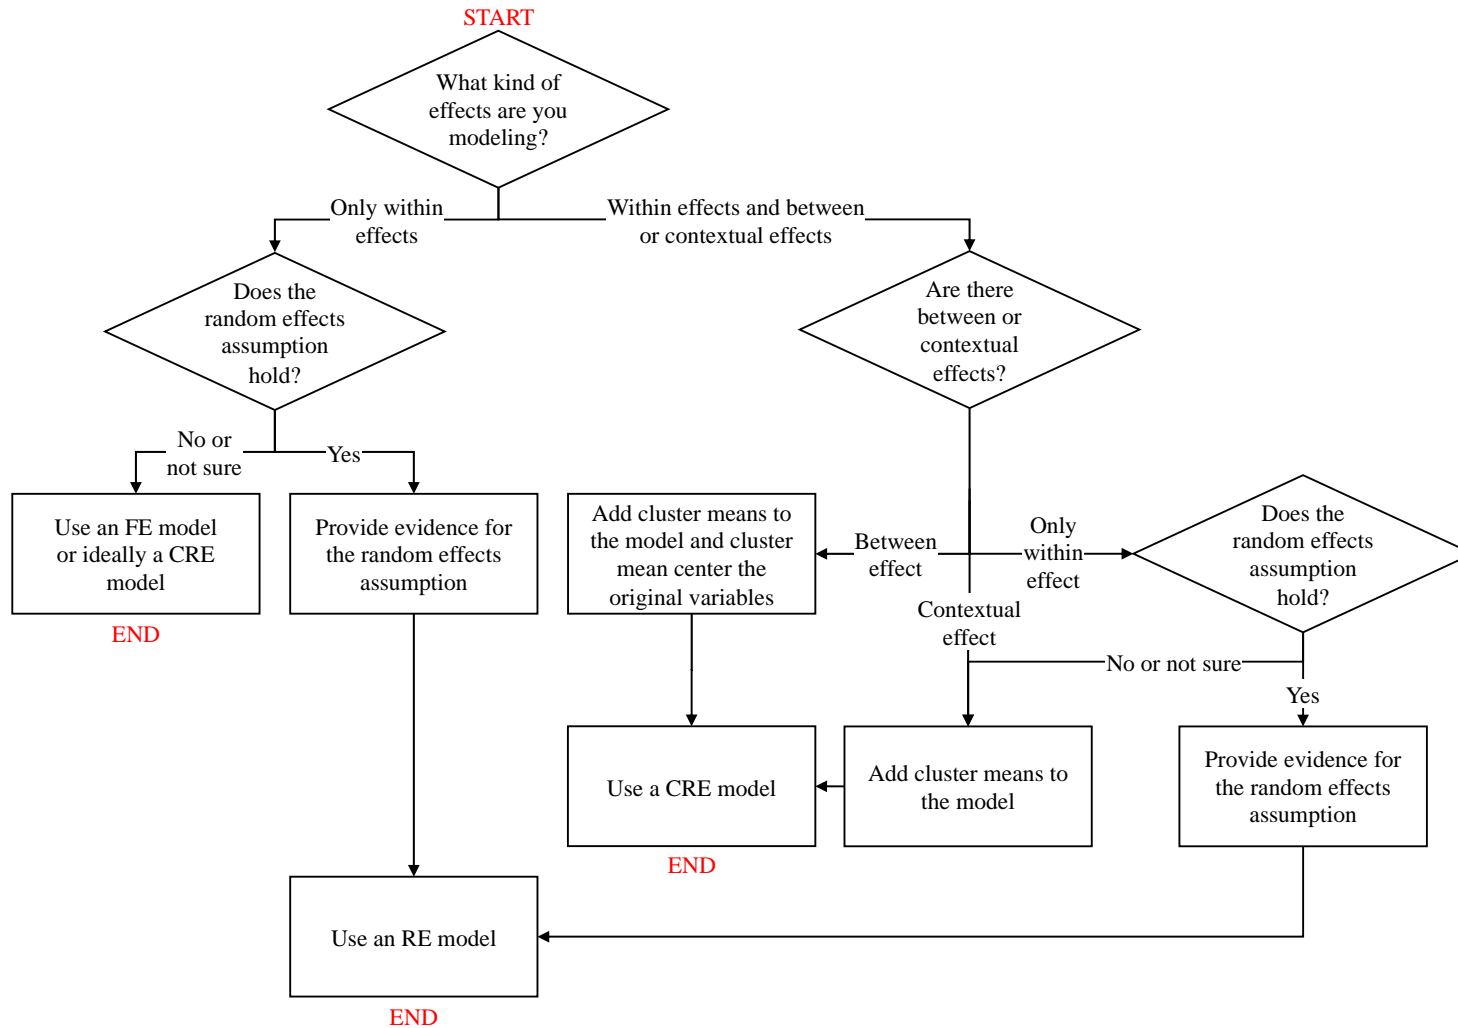 START
What kind of
effects are you
modeling?
Only within
effects
Within effects and between
or contextual effects
Does the
random effects
assumption
hold?
Are there
between or
contextual
effects?
No or
not sure
Yes
Use an FE model
or ideally a CRE
model
END
Provide evidence for
the random effects
assumption
Add cluster means to
the model and cluster
mean center the
original variables
Between
effect
Only
within
effect
Contextual
effect
Does the
random effects
assumption
hold?
No or not sure
Yes
Use a CRE model
END
Add cluster means to
the model
Provide evidence for
the random effects
assumption
Use an RE model
END